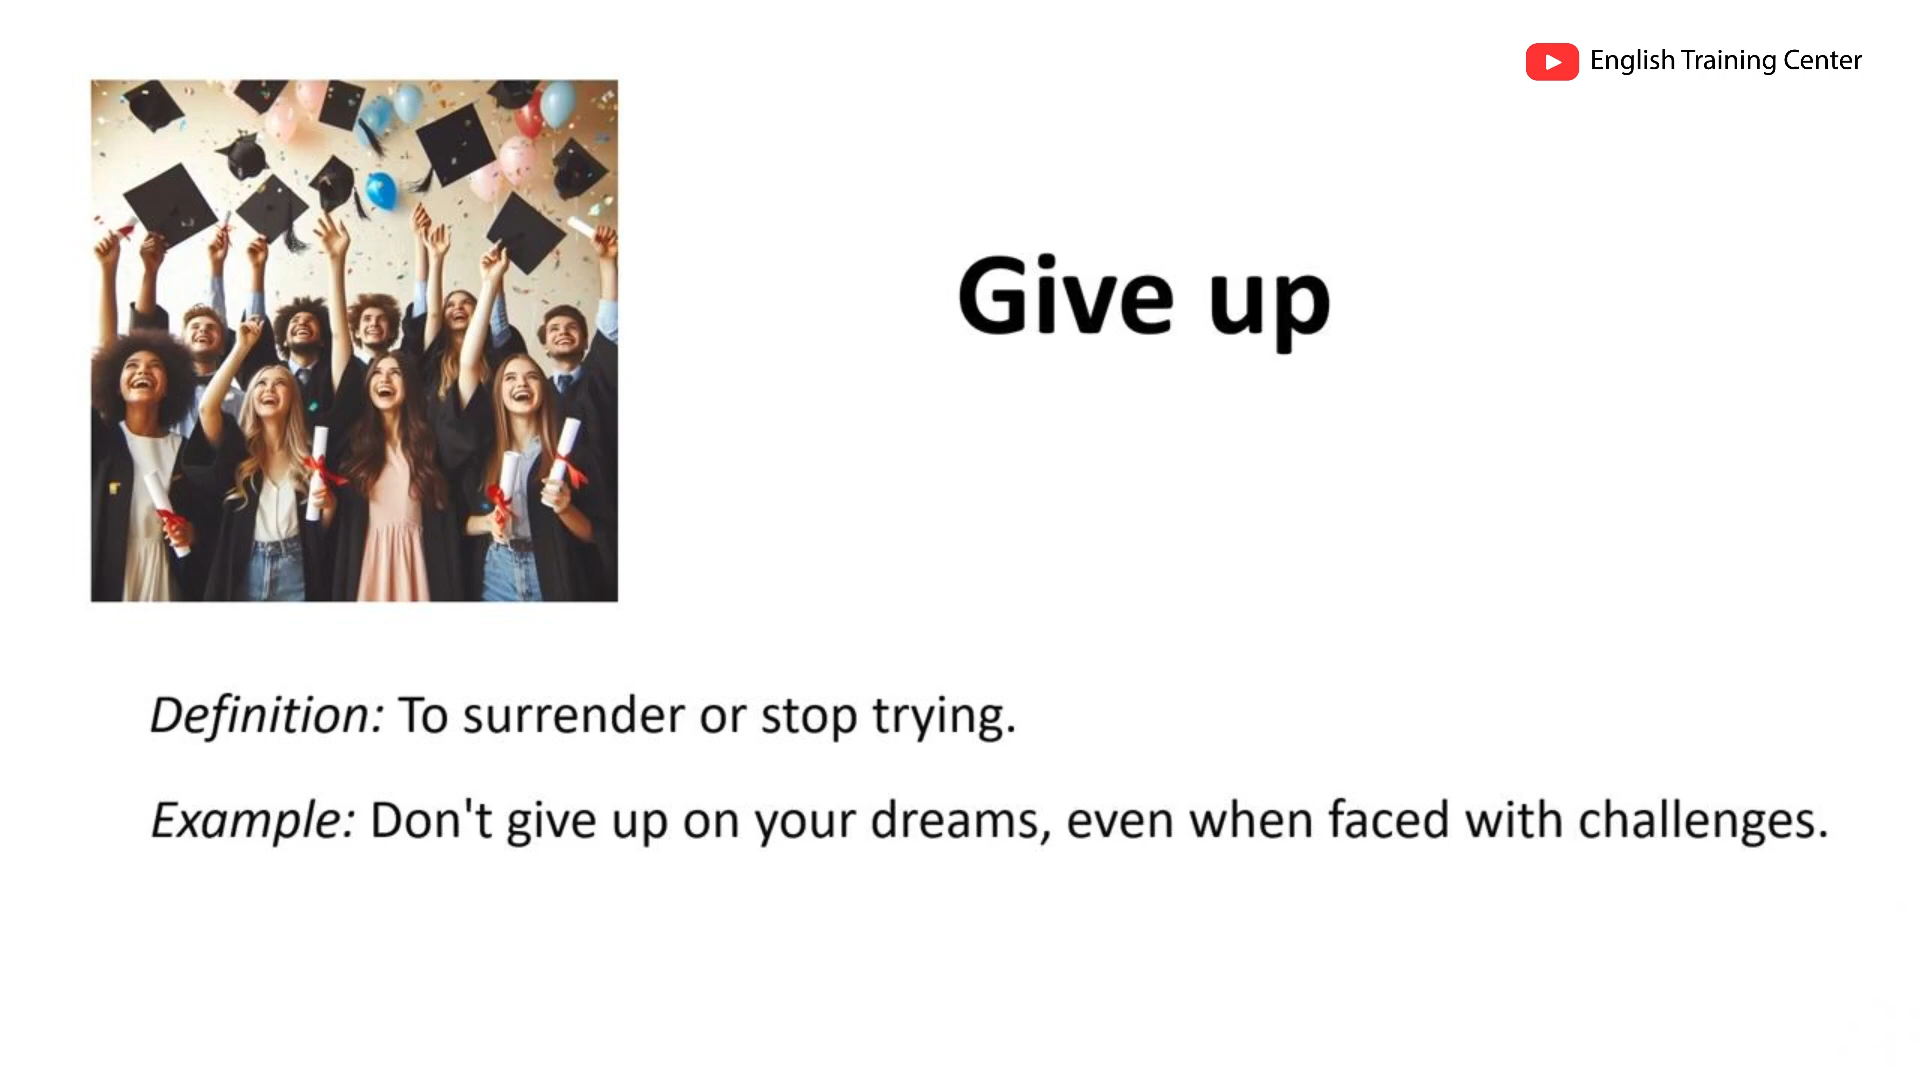 English Training Center
Give up
Definition: To surrender or stop trying.
Example: Don't give up on your dreams, even when faced with challenges.